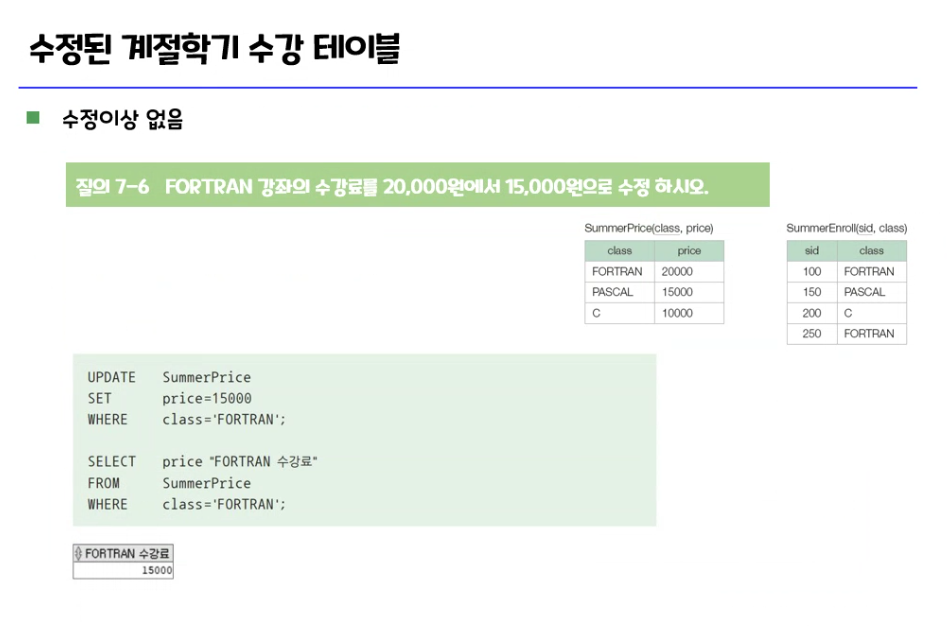 수정된 계절학기 수강 테이블
수정이상 없음
질의 7-6 FORTRAN 강좌의 수강료를 20,000원에서 15,000원으로 수정 하시오.
SummerPrice(class, price)
class price
FORTRAN 20000
PASCAL 15000
C 10000
SummerEnroll(sid, class)
sid class
100 FORTRAN
150 PASCAL
200 C
250 FORTRAN
UPDATE SummerPrice
SET price=15000
WHERE class='FORTRAN';
SELECT price "FORTRAN 수강료"
FROM SummerPrice
WHERE class='FORTRAN';
FORTRAN 수강료
15000